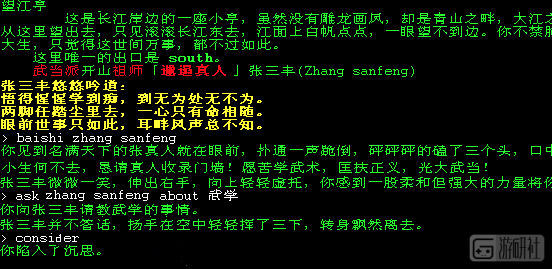 望江亭
这是长江岸边的一座小亭，虽然没有雕龙画凤，却是青山之畔，大江之
从这里望出去，只见滚滚长江东去，江面上白帆点点，一眼望不到边。你不禁胸
大生，只觉得这世间万事，都不过如此。
这里唯一的出口是 south。
武当派开山祖师「邋遢真人」张三丰(Zhang sanfeng)
张三丰悠悠吟道：
悟得惺惺学到痴，到无为处无不为。
两脚任踏尘里去，一心只有命相随。
眼前世事只如此，耳畔风声总不知。
> baishi zhang sanfeng
你见到名满天下的张真人就在眼前，扑通一声跪倒，砰砰砰的磕了三个头，口中
小生何不去，恳请真人收录门墙！愿苦学武术，匡扶正义，光大武当！
张三丰微微一笑，伸出右手，向上轻轻虚托，你感到一股柔和但强大的力量将你
> ask zhang sanfeng about 武学
你向张三丰请教武学的事情。
张三丰并不答话，扬手在空中轻轻挥了三下，转身飘然离去。
> consider
你陷入了沉思。
游研社